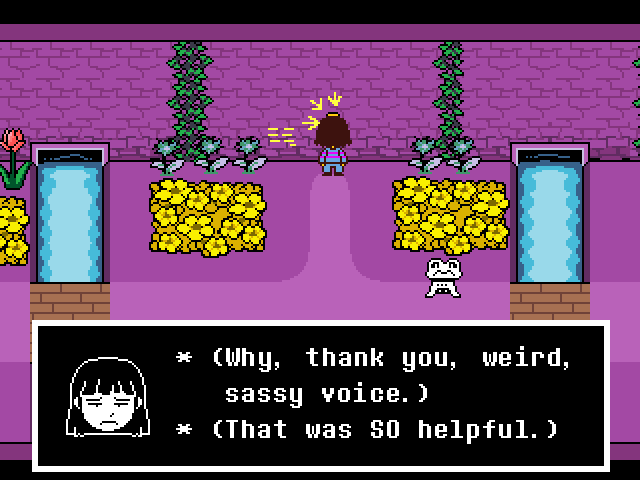 * (Why, thank you, weird,
sassy voice.)
* (That was SO helpful.)